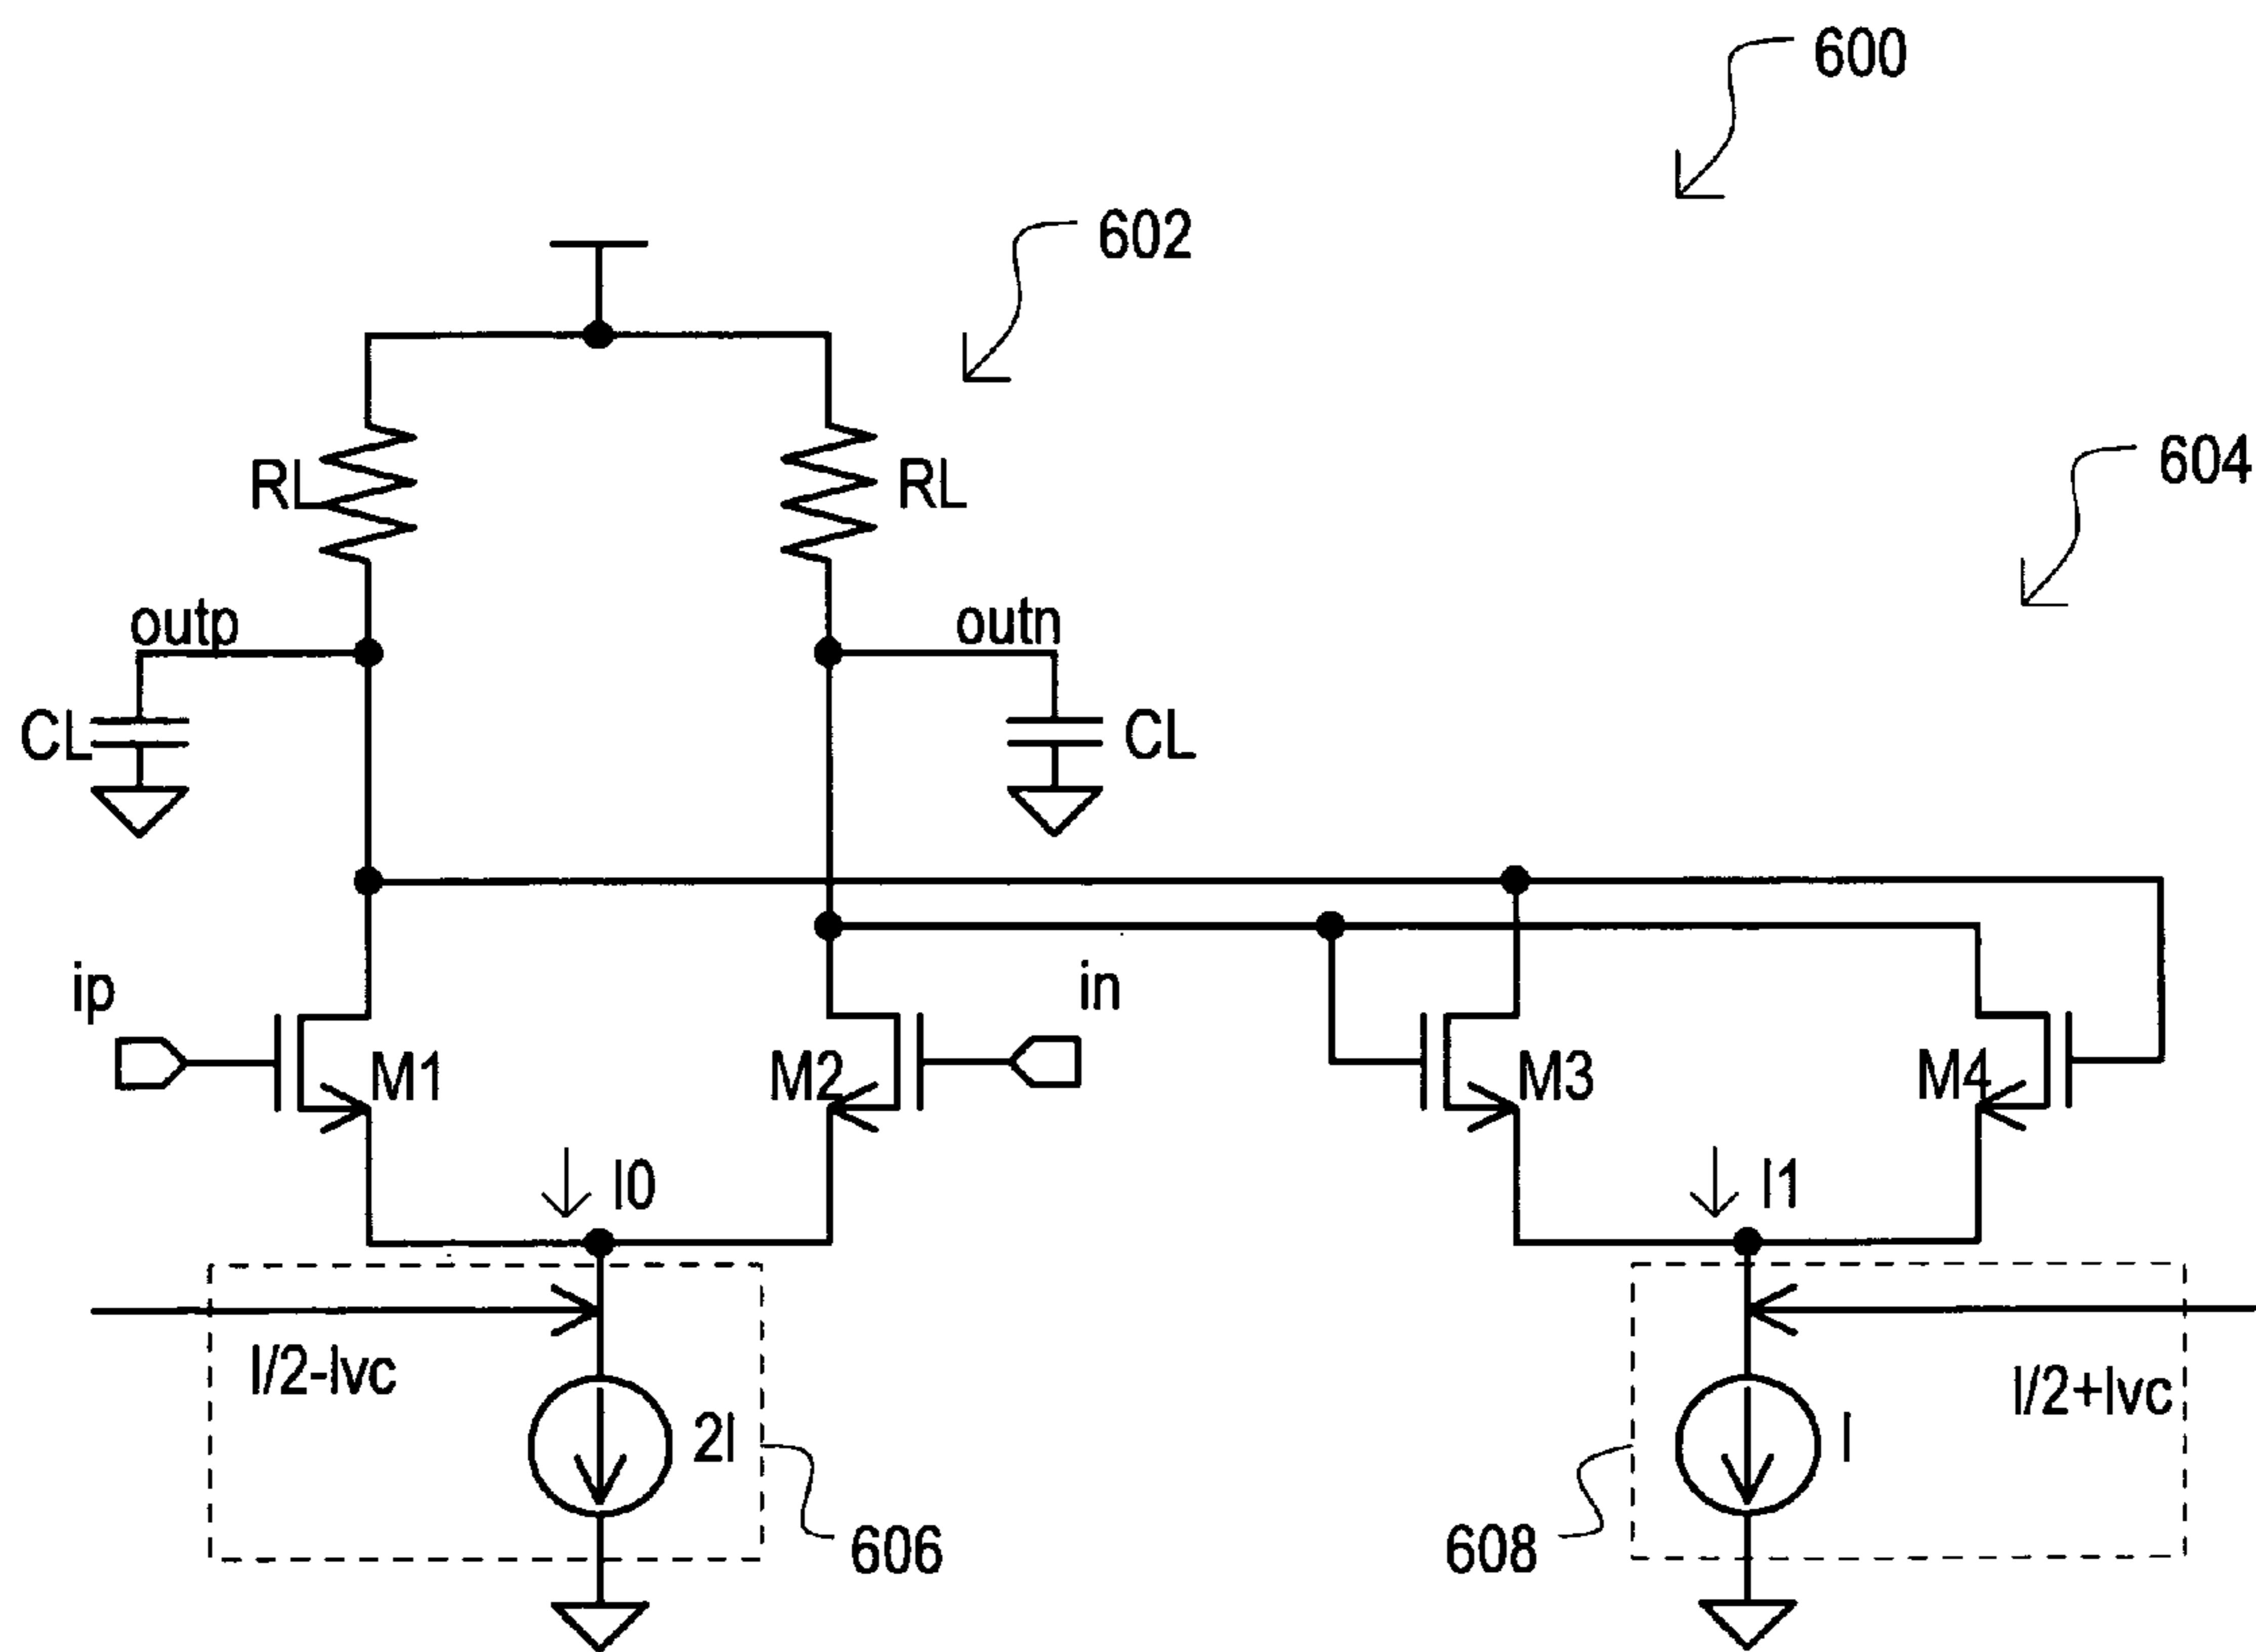 600
602
604
RL
RL
outp
outn
CL
CL
ip
in
M1
M2
M3
M4
I0
I1
I/2-Ivc
2I
I/2+Ivc
I
606
608